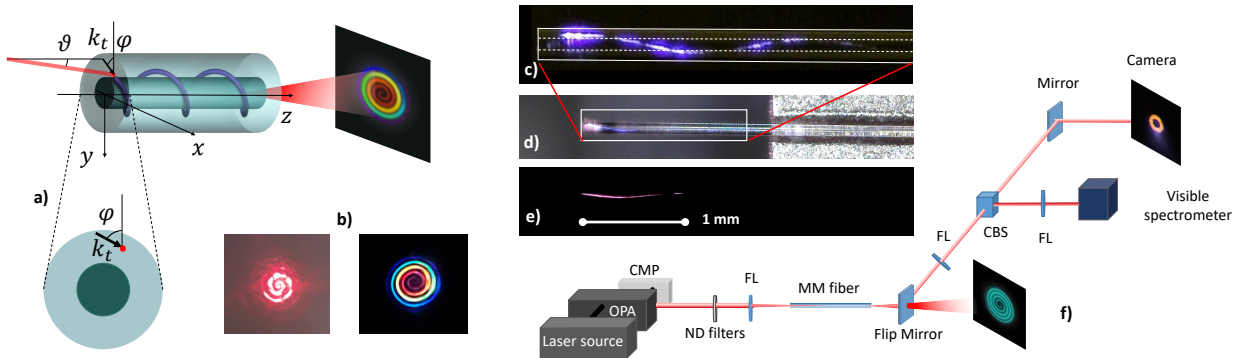 ϑ
k_t
φ
z
x
y
a)
φ
k_t
b)
c)
d)
e)
1 mm
Camera
Mirror
Visible
spectrometer
CBS
FL
FL
CMP
OPA
Laser source
ND filters
FL
MM fiber
Flip Mirror
f)